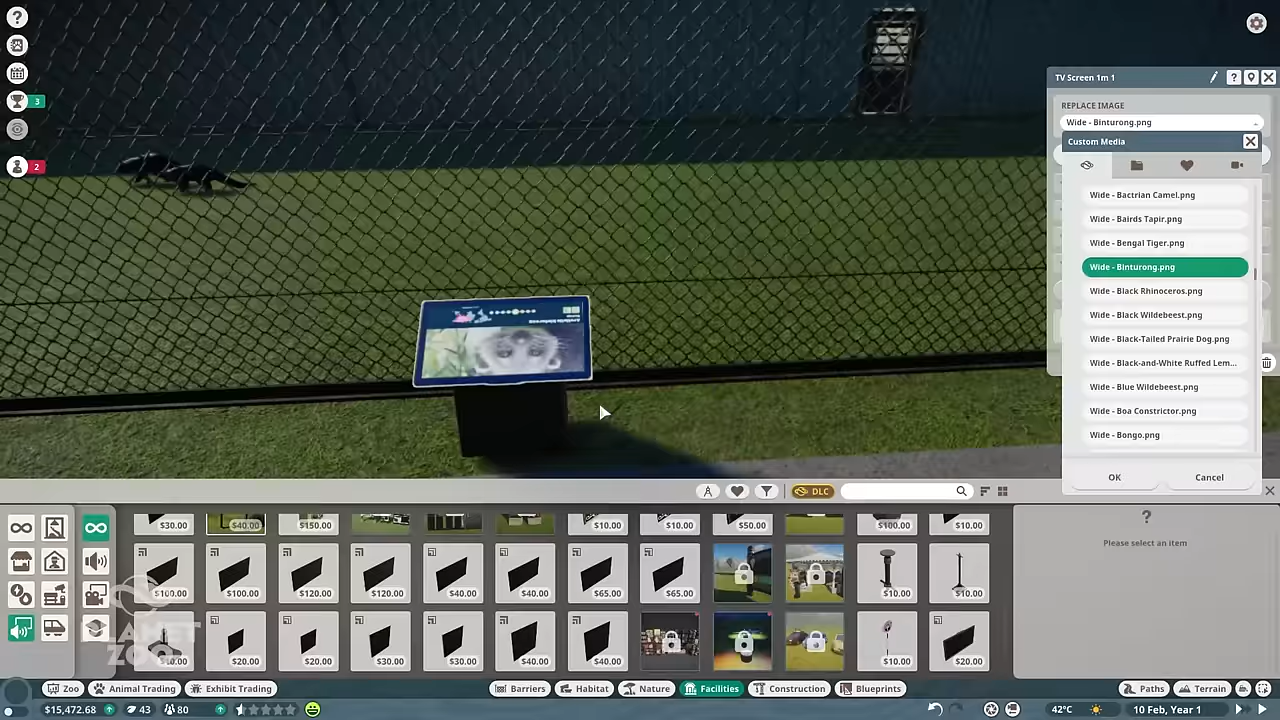 ?
3
2
TV Screen 1m 1
?
REPLACE IMAGE
Wide - Binturong.png
Custom Media
Wide - Bactrian Camel.png
Wide - Bairds Tapir.png
Wide - Bengal Tiger.png
Wide - Binturong.png
Wide - Black Rhinoceros.png
Wide - Black Wildebeest.png
Wide - Black-Tailed Prairie Dog.png
Wide - Black-and-White Ruffed Lem...
Wide - Blue Wildebeest.png
Wide - Boa Constrictor.png
Wide - Bongo.png
OK
Cancel
DLC
$30.00
$40.00
$150.00
$10.00
$10.00
$50.00
$100.00
$10.00
$100.00
$100.00
$120.00
$120.00
$40.00
$40.00
$65.00
$65.00
$10.00
$10.00
$20.00
$20.00
$30.00
$30.00
$40.00
$40.00
$10.00
$20.00
?
Please select an item
Zoo
Animal Trading
Exhibit Trading
Barriers
Habitat
Nature
Facilities
Construction
Blueprints
Paths
Terrain
$15,472.68
43
80
42°C
10 Feb, Year 1